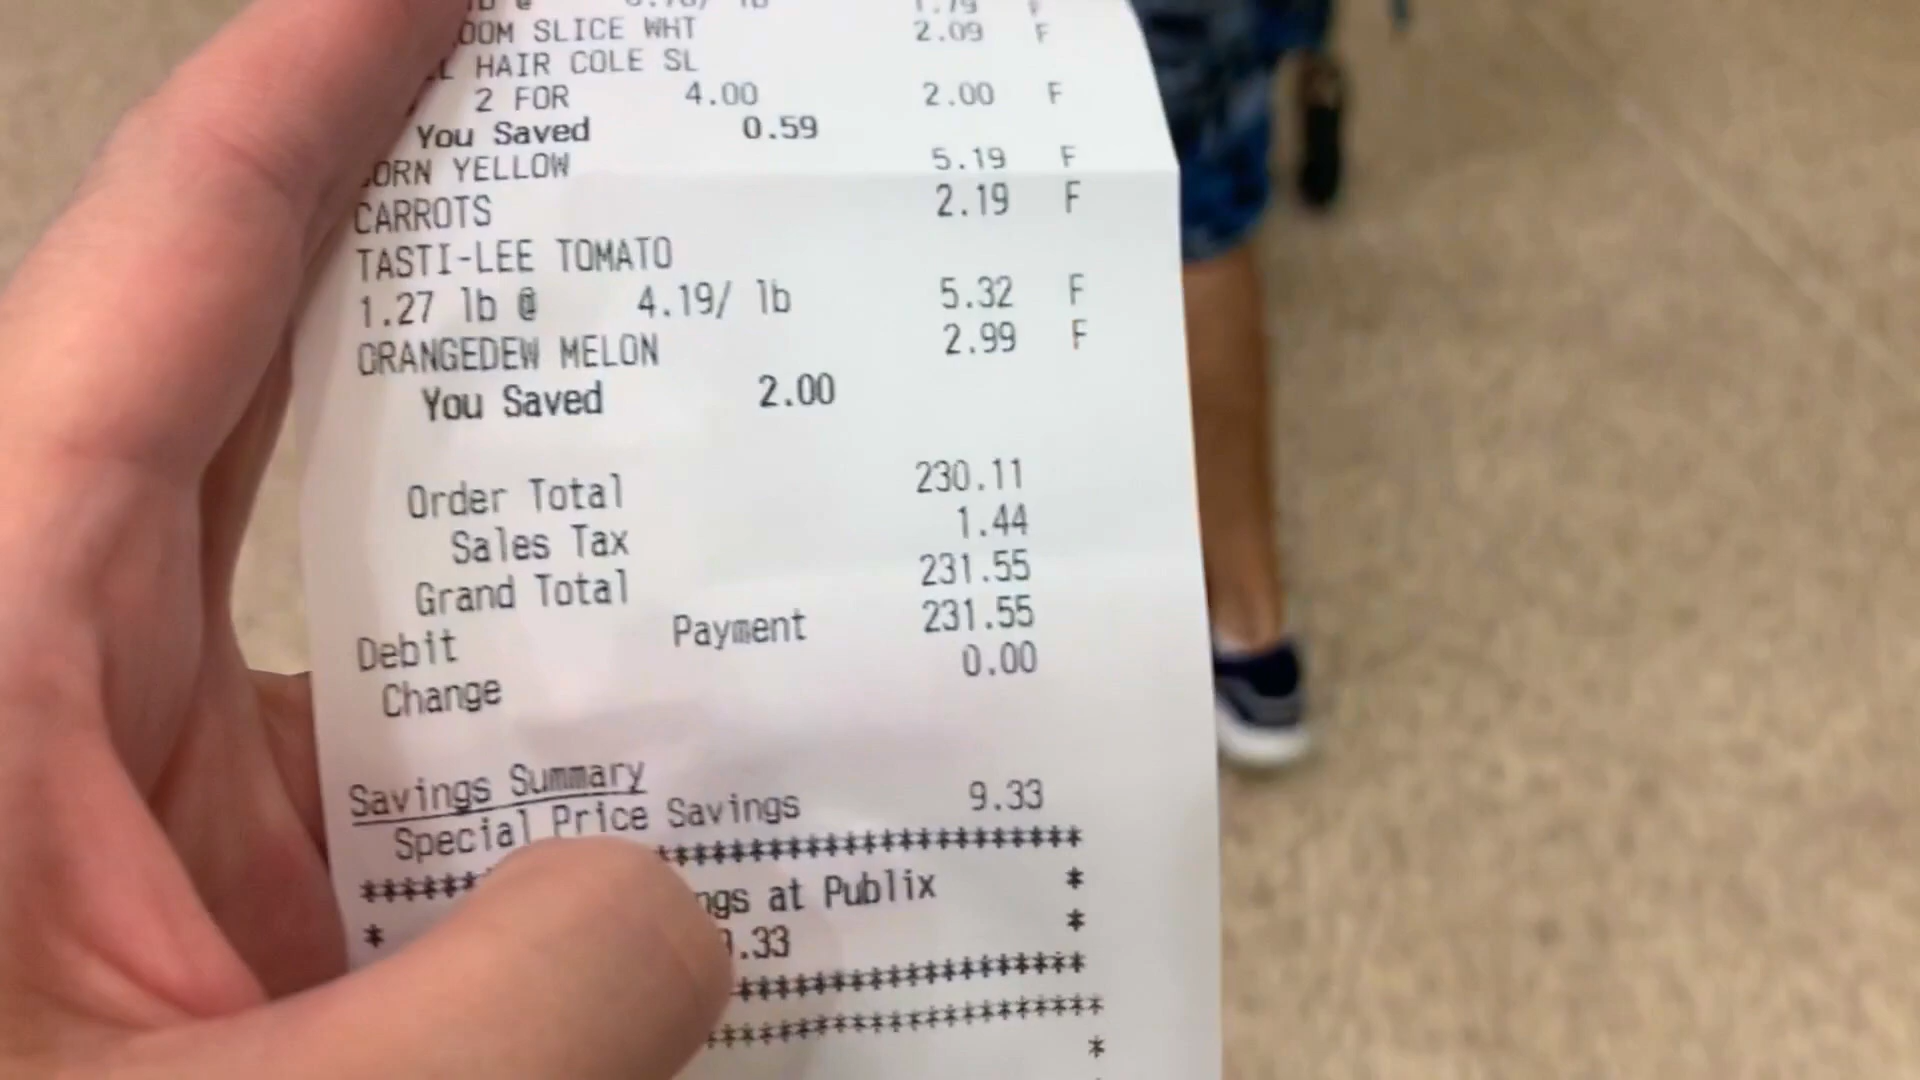 SLICE WHT 2.09 F
HAIR COLE SL
2 FOR 4.00 2.00 F
You Saved 0.59
ORN YELLOW 5.19 F
CARROTS 2.19 F
TASTI-LEE TOMATO
1.27 lb @ 4.19/ lb 5.32 F
ORANGEDEW MELON 2.99 F
You Saved 2.00
Order Total 230.11
Sales Tax 1.44
Grand Total 231.55
Debit Payment 231.55
Change 0.00
Savings Summary
Special Price Savings 9.33
**********************
ngs at Publix *
* .33 *
**********************
**********************
*